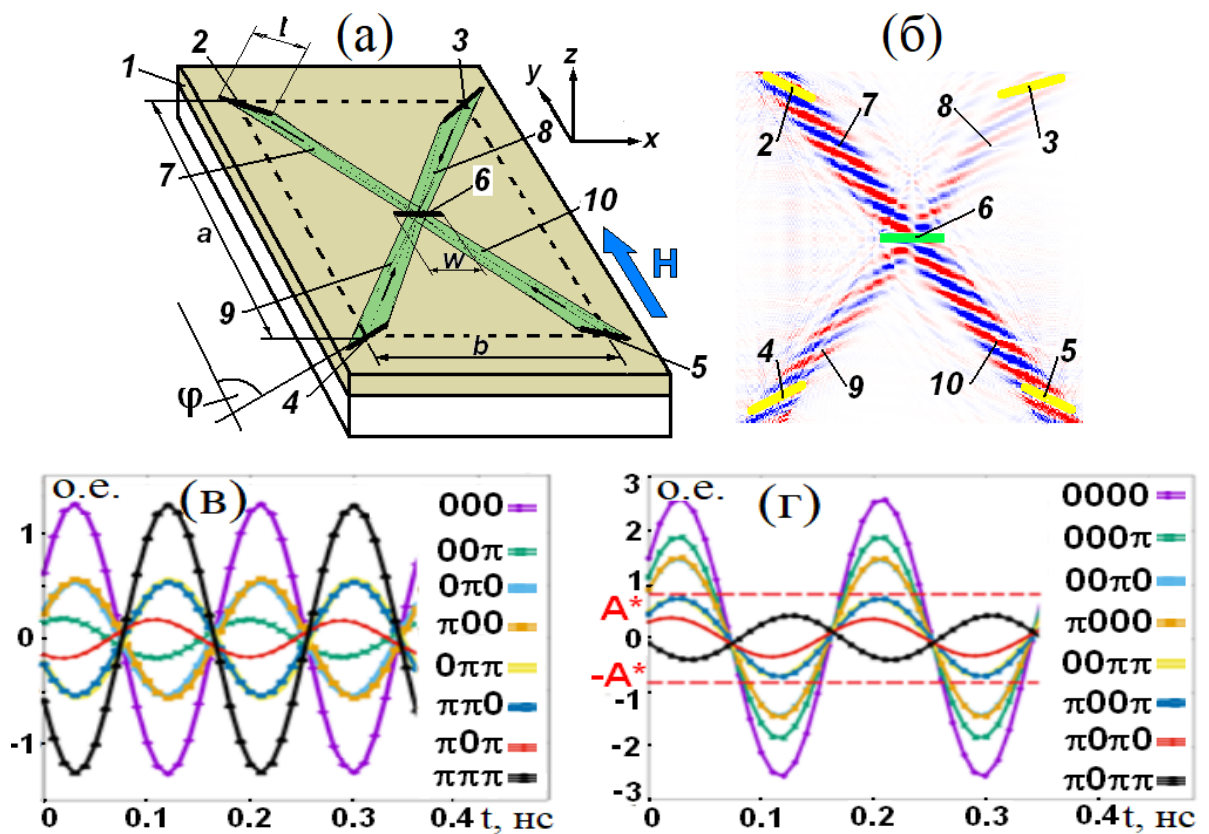 (а)
1
2
l
3
z
y
x
8
7
6
10
a
w
H
9
b
5
φ
4
(б)
2
7
8
3
6
4
5
9
10
о.е.
(в)
1
0
-1
000
00π
0π0
π00
0ππ
ππ0
π0π
πππ
0
0.1
0.2
0.3
0.4
t, нс
3
о.е.
(г)
2
1
A*
0
-A*
-1
-2
-3
0000
000π
00π0
π000
00ππ
π00π
π0π0
π0ππ
0
0.1
0.2
0.3
0.4
t, нс